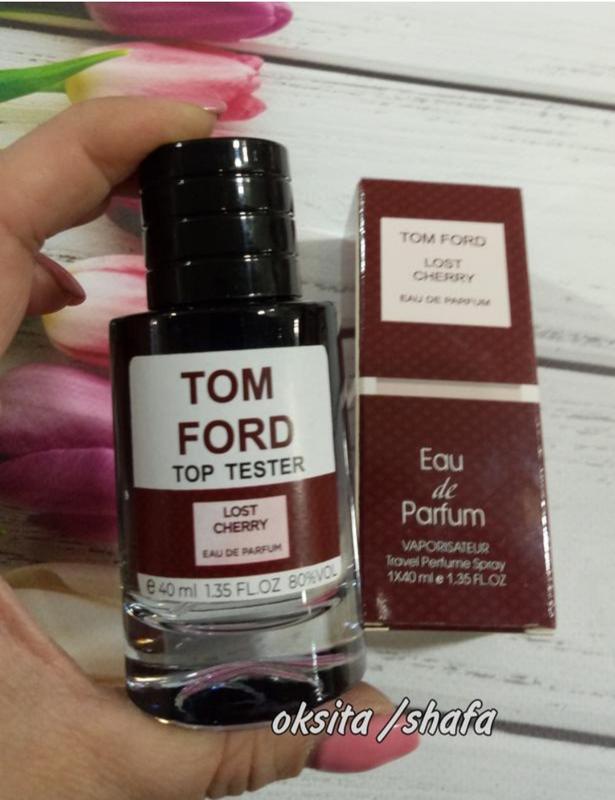 TOM
FORD
TOP TESTER
LOST
CHERRY
EAU DE PARFUM
e 40 ml 1.35 FL.OZ 80%VOL
TOM FORD
LOST
CHERRY
EAU DE PARFUM
Eau
de
Parfum
VAPORISATEUR
Travel Perfume Spray
1X40 ml e 1.35 FL.OZ
oksita /shafa